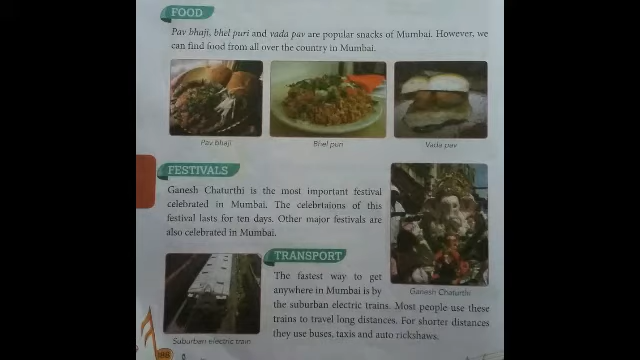 FOOD
Pav bhaji, bhel puri and vada pav are popular snacks of Mumbai. However, we
can find food from all over the country in Mumbai.
Pav bhaji
Bhel puri
Vada pav
FESTIVALS
Ganesh Chaturthi is the most important festival
celebrated in Mumbai. The celebrtaions of this
festival lasts for ten days. Other major festivals are
also celebrated in Mumbai.
Ganesh Chaturthi
TRANSPORT
The fastest way to get
anywhere in Mumbai is by
the suburban electric trains. Most people use these
trains to travel long distances. For shorter distances
they use buses, taxis and auto rickshaws.
Suburban electric train